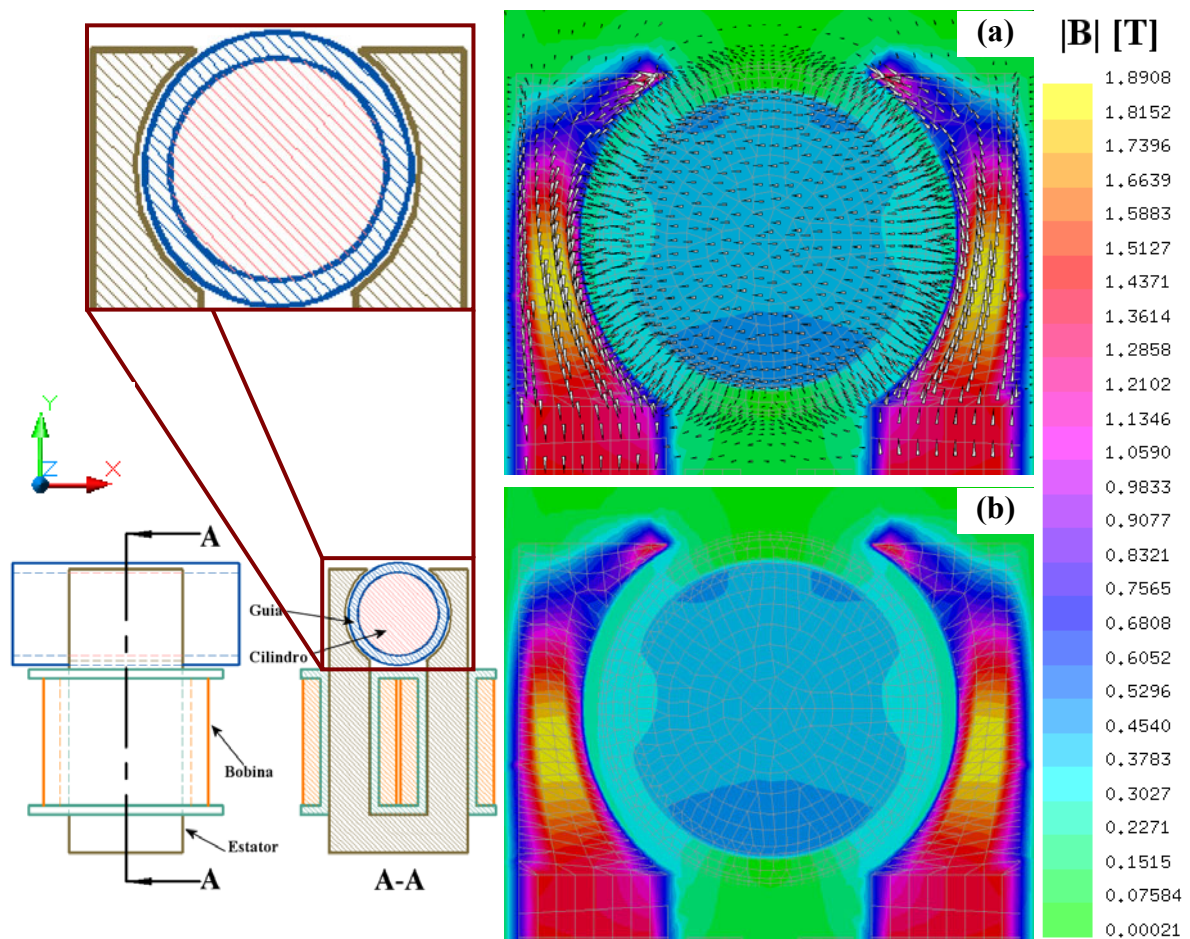 (a)
|B| [T]
1.8908
1.8152
1.7396
1.6639
1.5883
1.5127
1.4371
1.3614
1.2858
1.2102
1.1346
1.0590
0.9833
0.9077
0.8321
0.7565
0.6808
0.6052
0.5296
0.4540
0.3783
0.3027
0.2271
0.1515
0.07584
0.00021
(b)
Y
Z
X
A
A
Guia
Cilindro
Bobina
Estator
A-A